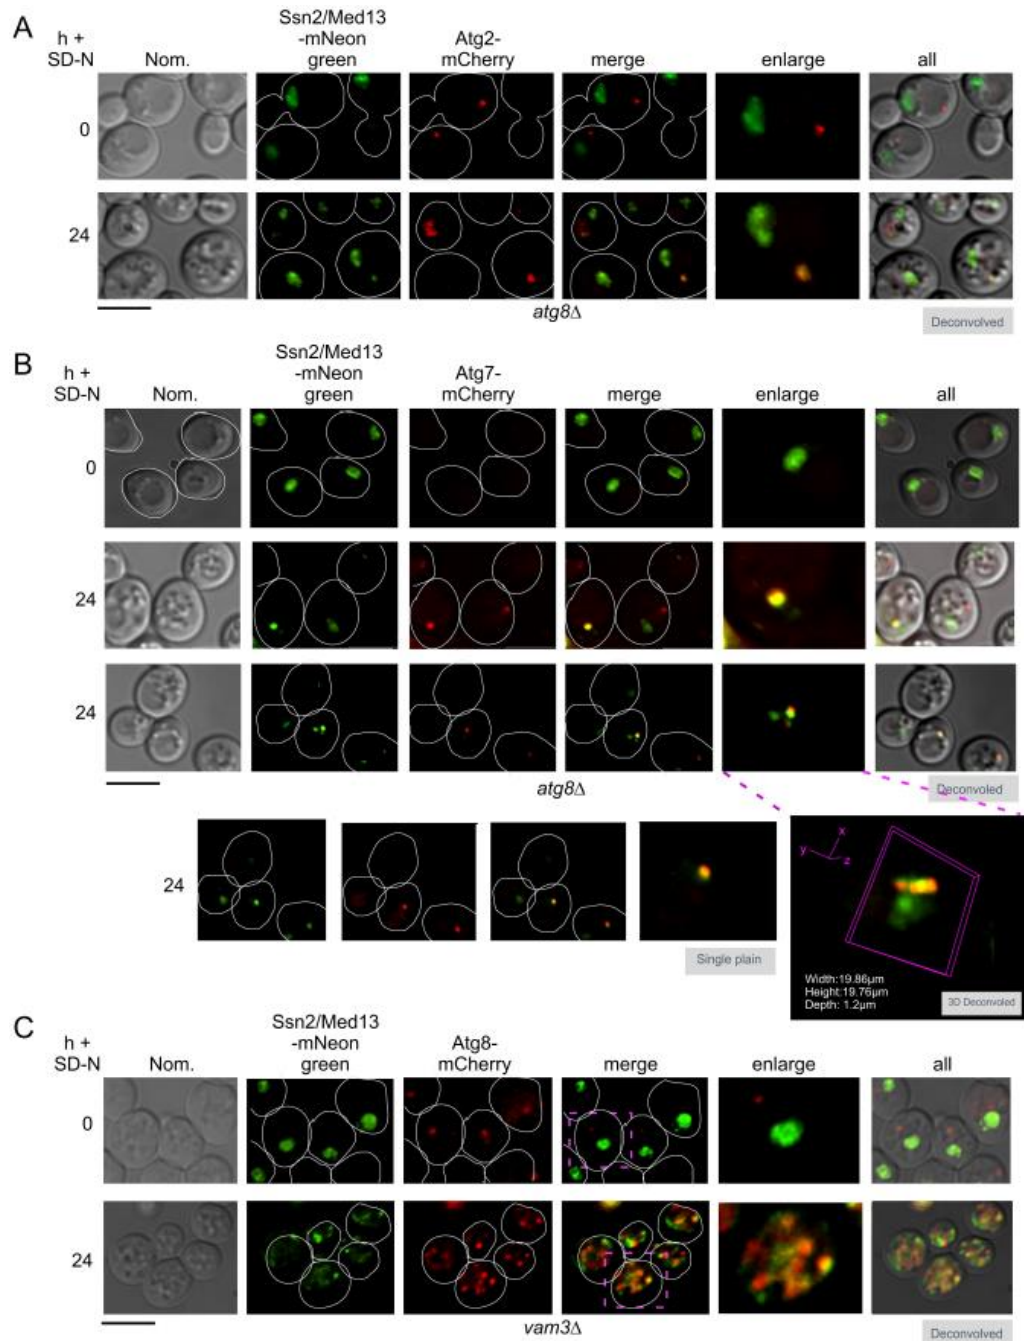 A
h +
SD-N
Nom.
Ssn2/Med13
-mNeon
green
Atg2-
mCherry
merge
enlarge
all
0
24
atg8Δ
Deconvolved
B
h +
SD-N
Nom.
Ssn2/Med13
-mNeon
green
Atg7-
mCherry
merge
enlarge
all
0
24
24
atg8Δ
Deconvoled
24
Single plain
x
y
z
Width:19.86µm
Height:19.76µm
Depth: 1.2µm
3D Deconvoled
C
h +
SD-N
Nom.
Ssn2/Med13
-mNeon
green
Atg8-
mCherry
merge
enlarge
all
0
24
vam3Δ
Deconvolved